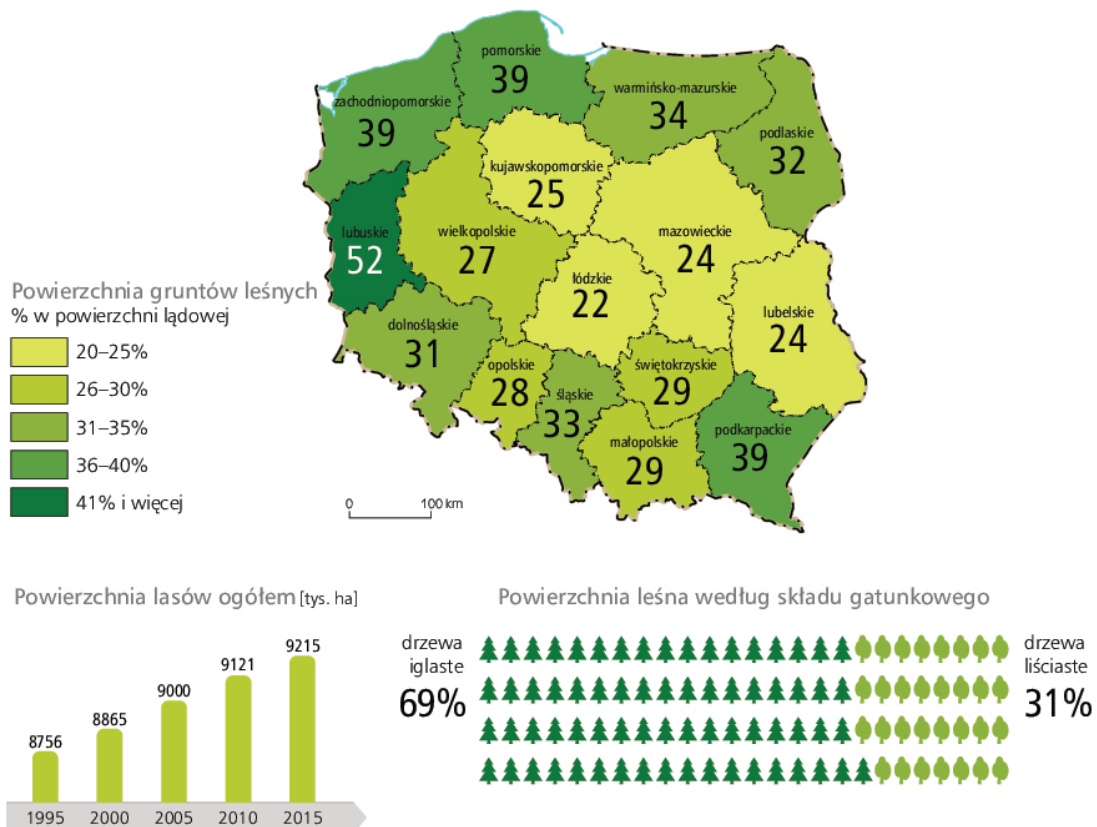 pomorskie
39
zachodniopomorskie
39
warmińsko-mazurskie
34
podlaskie
32
kujawskopomorskie
25
lubuskie
52
wielkopolskie
27
mazowieckie
24
łódzkie
22
lubelskie
24
dolnośląskie
31
opolskie
28
śląskie
33
świętokrzyskie
29
małopolskie
29
podkarpackie
39
Powierzchnia gruntów leśnych
% w powierzchni lądowej
20–25%
26–30%
31–35%
36–40%
41% i więcej
0 100 km
Powierzchnia lasów ogółem [tys. ha]
8756
8865
9000
9121
9215
1995 2000 2005 2010 2015
Powierzchnia leśna według składu gatunkowego
drzewa
iglaste
69%
drzewa
liściaste
31%